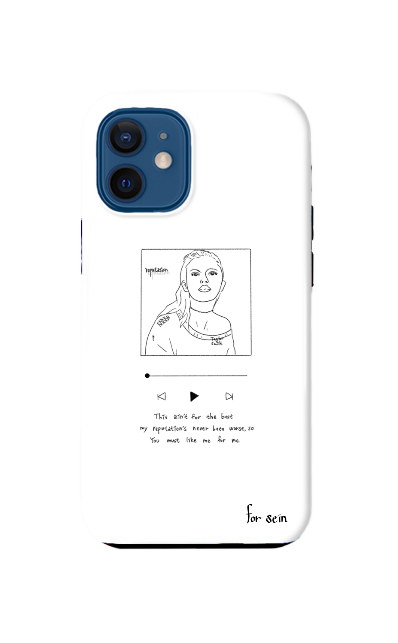 reputation
This ain't for the best
my reputation's never been worse, so
You must like me for me
for sein